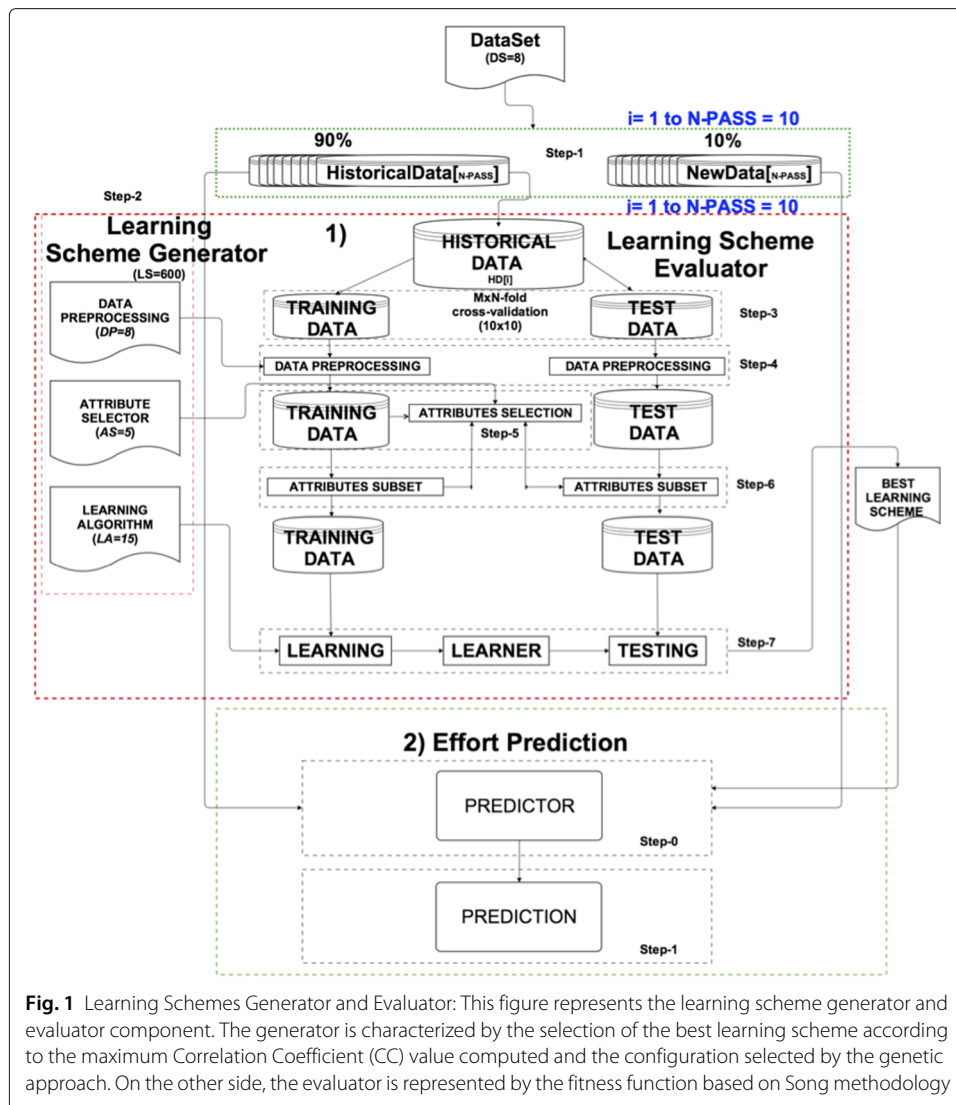 DataSet
(DS=8)
i= 1 to N-PASS = 10
90%
Step-1
10%
HistoricalData[N-PASS]
NewData[N-PASS]
Step-2
i= 1 to N-PASS = 10
Learning
Scheme Generator
(LS=600)
1)
HISTORICAL
DATA
HD[i]
Learning Scheme
Evaluator
DATA
PREPROCESSING
(DP=8)
TRAINING
DATA
MxN-fold
cross-validation
(10x10)
TEST
DATA
Step-3
DATA PREPROCESSING
DATA PREPROCESSING
Step-4
ATTRIBUTE
SELECTOR
(AS=5)
TRAINING
DATA
ATTRIBUTES SELECTION
Step-5
TEST
DATA
ATTRIBUTES SUBSET
ATTRIBUTES SUBSET
Step-6
BEST
LEARNING
SCHEME
LEARNING
ALGORITHM
(LA=15)
TRAINING
DATA
TEST
DATA
LEARNING
LEARNER
TESTING
Step-7
2) Effort Prediction
PREDICTOR
Step-0
PREDICTION
Step-1
Fig. 1 Learning Schemes Generator and Evaluator: This figure represents the learning scheme generator and
evaluator component. The generator is characterized by the selection of the best learning scheme according
to the maximum Correlation Coefficient (CC) value computed and the configuration selected by the genetic
approach. On the other side, the evaluator is represented by the fitness function based on Song methodology